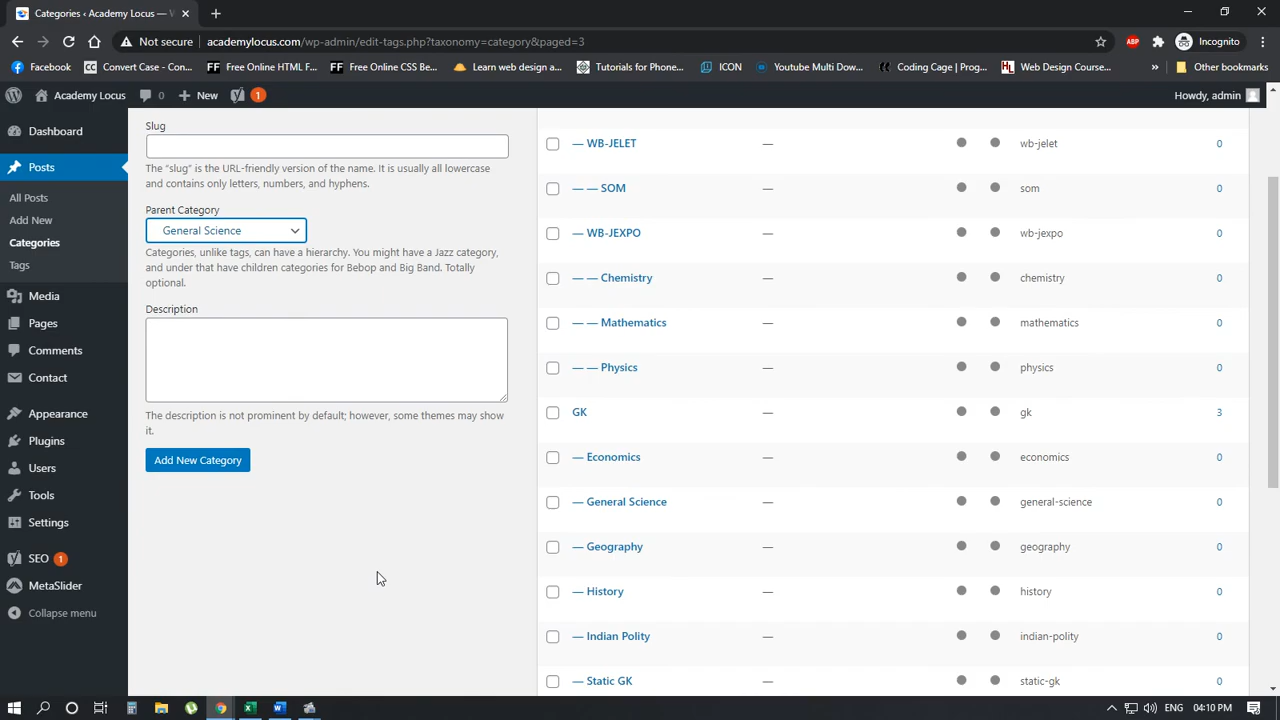 Categories ‹ Academy Locus — W
Not secure
academylocus.com/wp-admin/edit-tags.php?taxonomy=category&paged=3
ABP
Incognito
Facebook
CC
Convert Case - Con...
FF
Free Online HTML F...
FF
Free Online CSS Be...
Learn web design a...
Tutorials for Phone...
ICON
Youtube Multi Dow...
Coding Cage | Prog...
HL
Web Design Course...
»
Other bookmarks
Academy Locus
0
New
1
Howdy, admin
Dashboard
Posts
All Posts
Add New
Categories
Tags
Media
Pages
Comments
Contact
Appearance
Plugins
Users
Tools
Settings
SEO 1
MetaSlider
Collapse menu
Slug
The “slug” is the URL-friendly version of the name. It is usually all lowercase
and contains only letters, numbers, and hyphens.
Parent Category
General Science
Categories, unlike tags, can have a hierarchy. You might have a Jazz category,
and under that have children categories for Bebop and Big Band. Totally
optional.
Description
The description is not prominent by default; however, some themes may show
it.
Add New Category
— WB-JELET — wb-jelet 0
— — SOM — som 0
— WB-JEXPO — wb-jexpo 0
— — Chemistry — chemistry 0
— — Mathematics — mathematics 0
— — Physics — physics 0
GK — gk 3
— Economics — economics 0
— General Science — general-science 0
— Geography — geography 0
— History — history 0
— Indian Polity — indian-polity 0
— Static GK — static-gk 0
ENG
04:10 PM